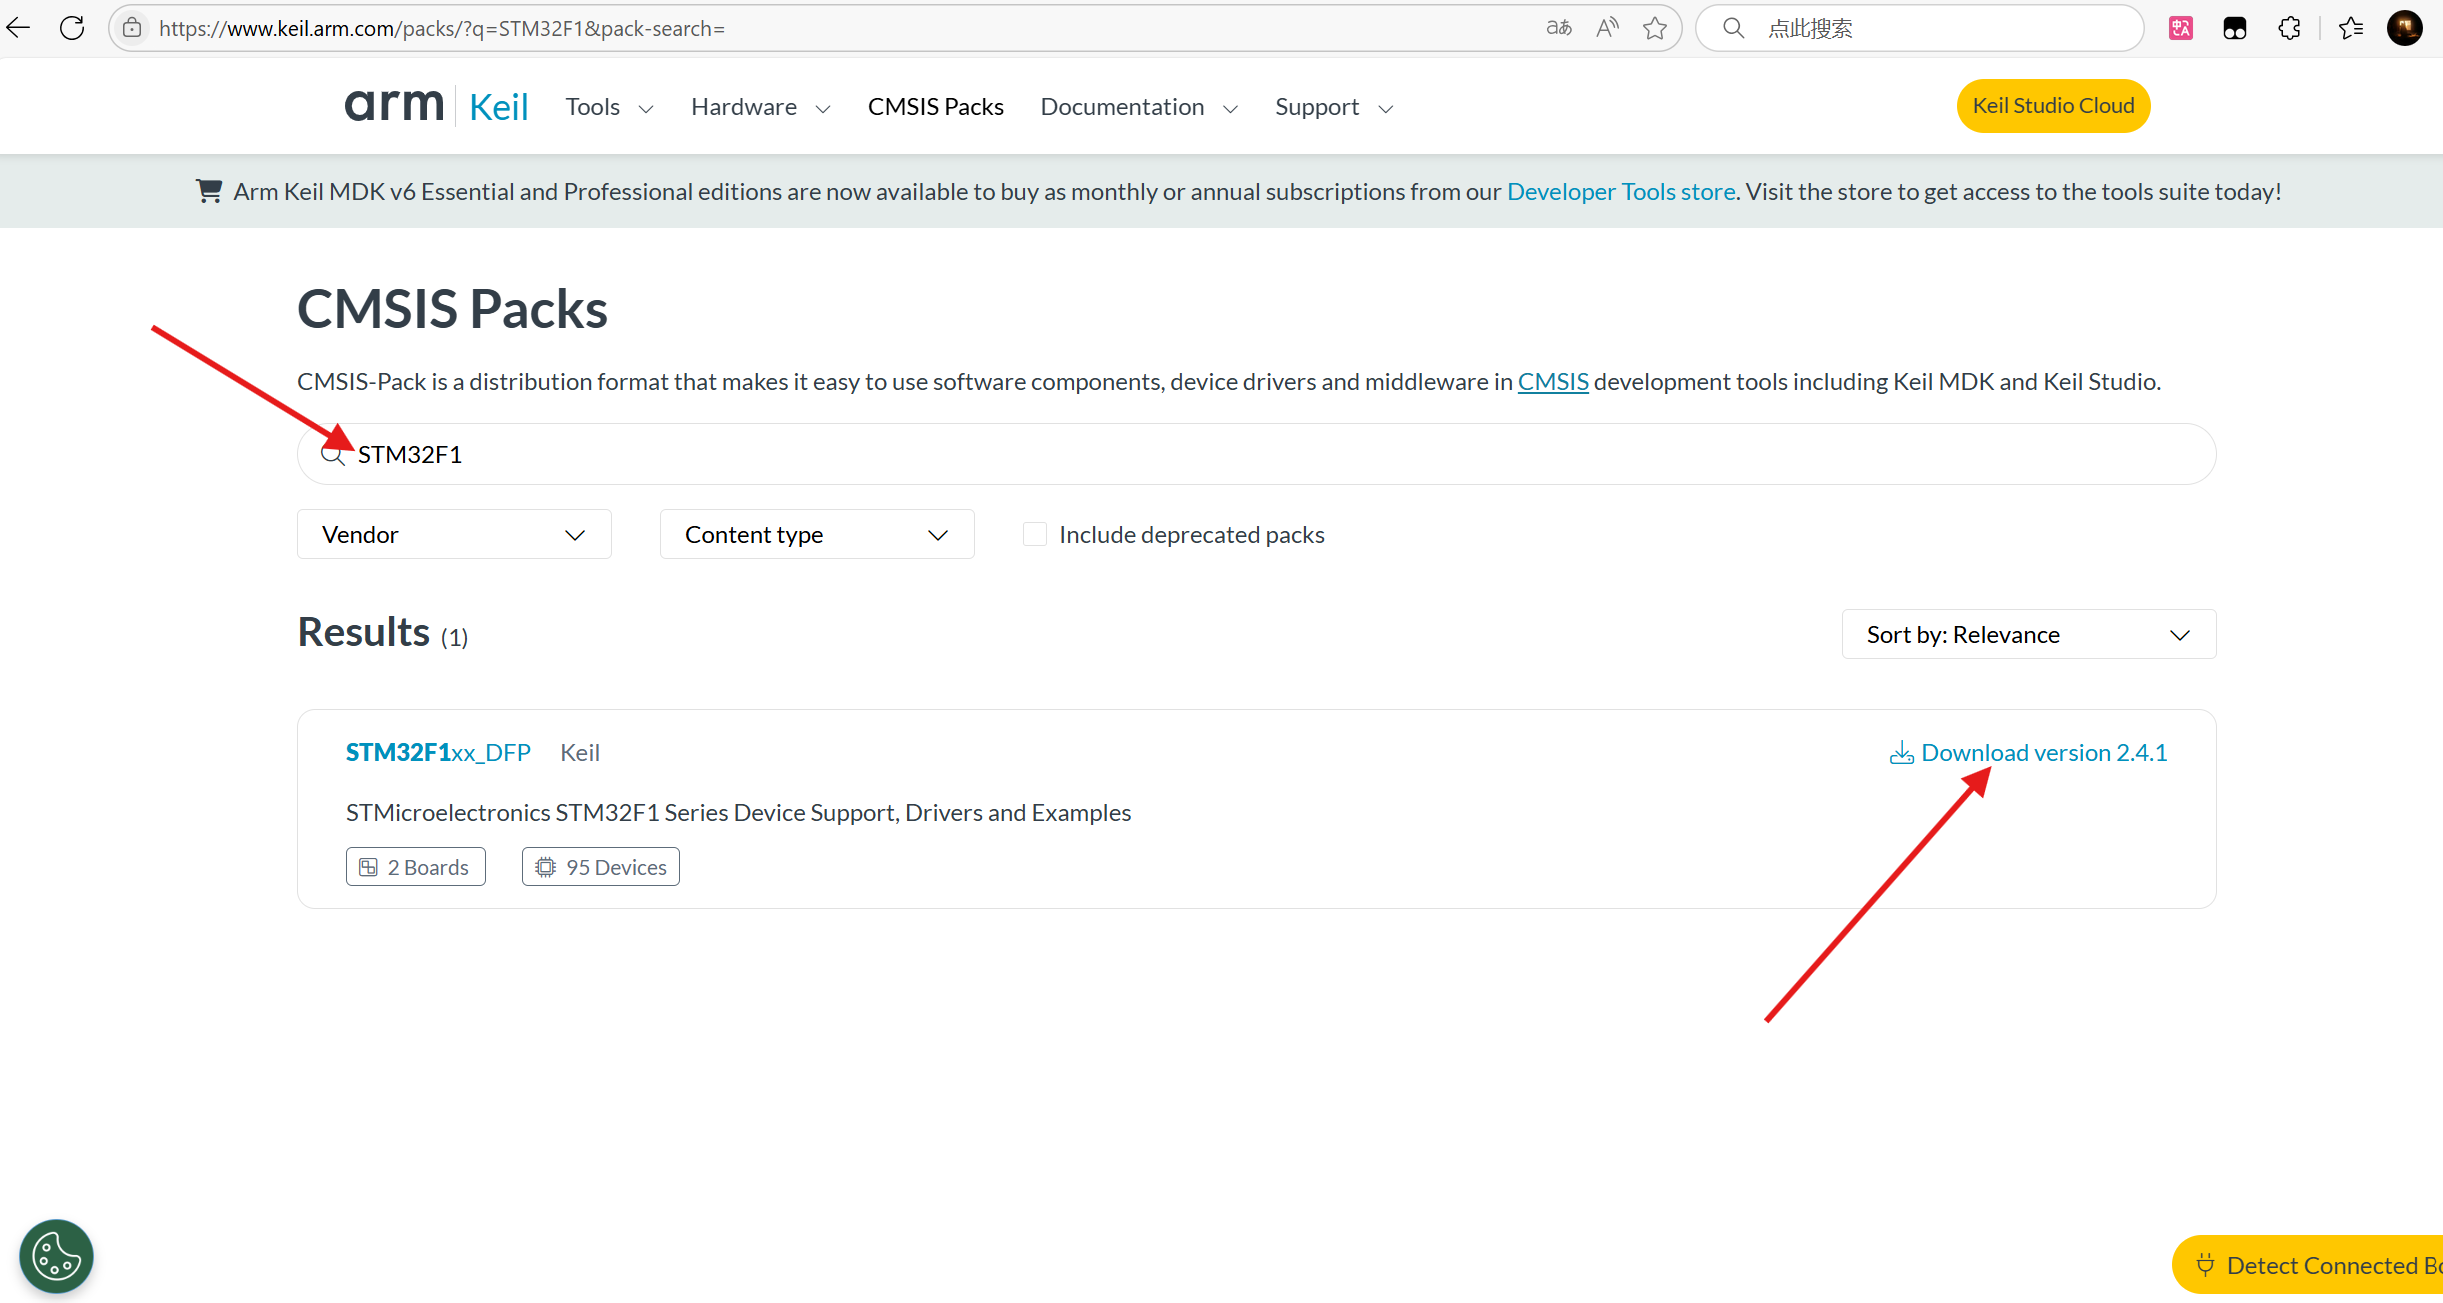 https://www.keil.arm.com/packs/?q=STM32F1&pack-search=
点此搜索
arm Keil Tools Hardware CMSIS Packs Documentation Support Keil Studio Cloud
Arm Keil MDK v6 Essential and Professional editions are now available to buy as monthly or annual subscriptions from our Developer Tools store. Visit the store to get access to the tools suite today!
CMSIS Packs
CMSIS-Pack is a distribution format that makes it easy to use software components, device drivers and middleware in CMSIS development tools including Keil MDK and Keil Studio.
STM32F1
Vendor Content type Include deprecated packs
Results (1) Sort by: Relevance
STM32F1xx_DFP Keil Download version 2.4.1
STMicroelectronics STM32F1 Series Device Support, Drivers and Examples
2 Boards 95 Devices
Detect Connected